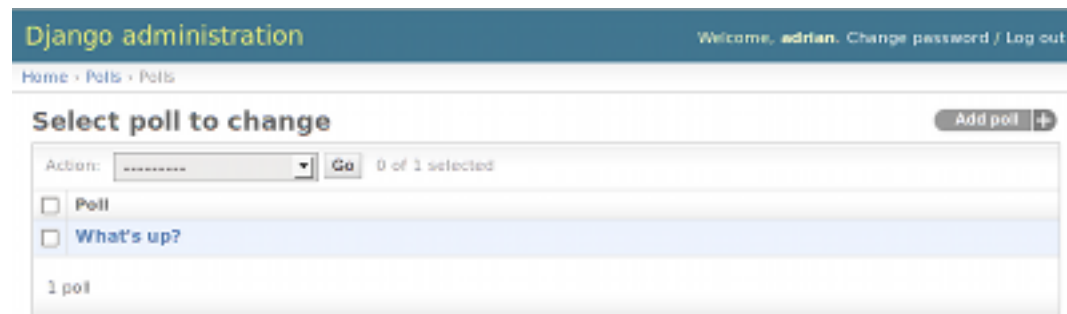 Django administration
Welcome, adrian. Change password / Log out
Home › Polls › Polls
Select poll to change
Add poll +
Action: --------- Go 0 of 1 selected
Poll
What's up?
1 poll